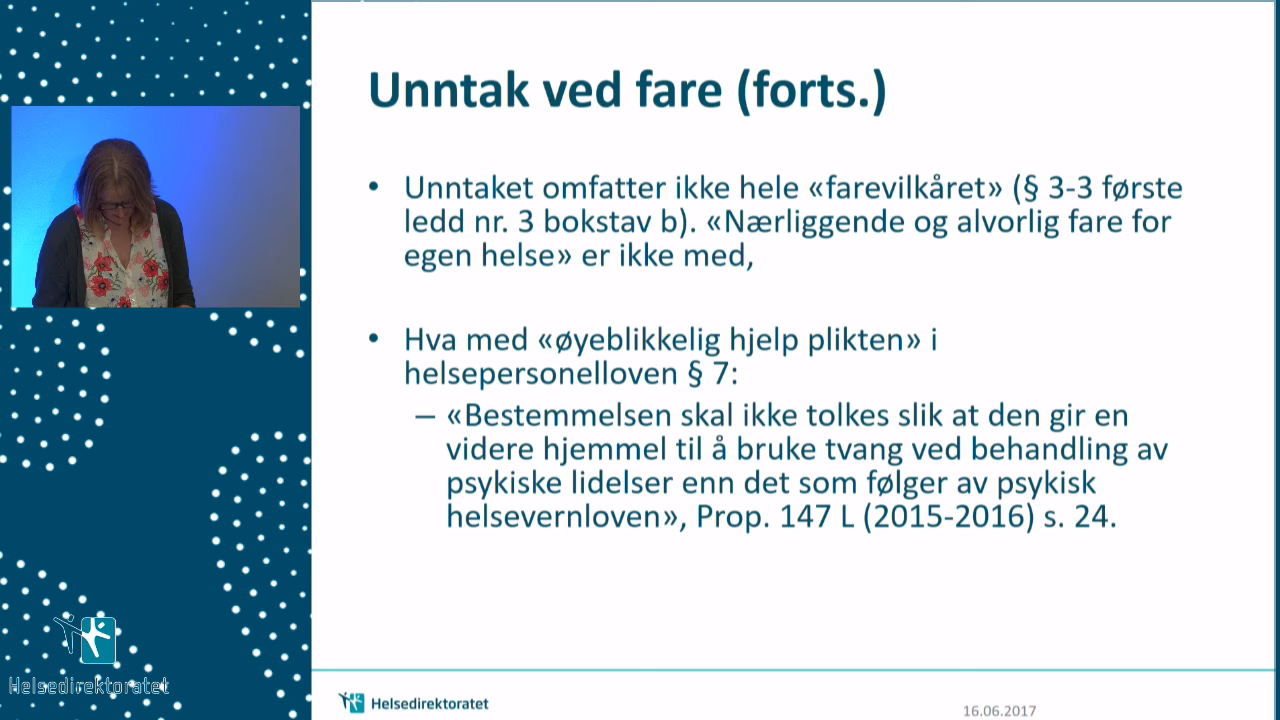 Unntak ved fare (forts.)
• Unntaket omfatter ikke hele «farevilkåret» (§ 3-3 første
ledd nr. 3 bokstav b). «Nærliggende og alvorlig fare for
egen helse» er ikke med,
• Hva med «øyeblikkelig hjelp plikten» i
helsepersonelloven § 7:
– «Bestemmelsen skal ikke tolkes slik at den gir en
videre hjemmel til å bruke tvang ved behandling av
psykiske lidelser enn det som følger av psykisk
helsevernloven», Prop. 147 L (2015-2016) s. 24.
Helsedirektoratet
Helsedirektoratet
16.06.2017